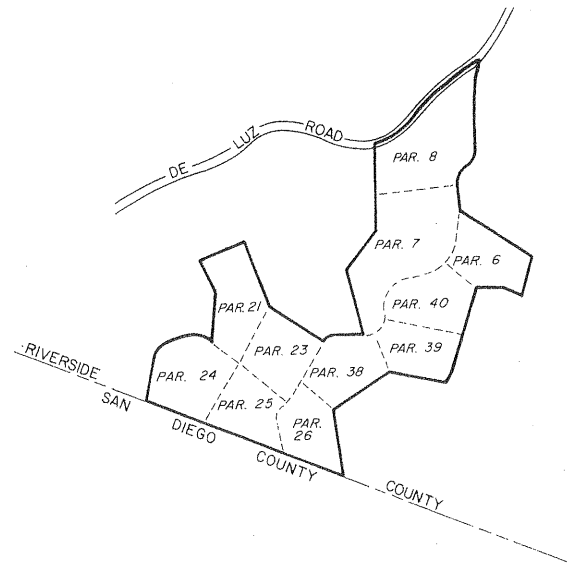 DE LUZ ROAD
PAR. 8
PAR. 7
PAR. 6
PAR. 40
PAR. 39
PAR. 21
PAR. 23
PAR. 38
PAR. 24
PAR. 25
PAR. 26
RIVERSIDE COUNTY
SAN DIEGO COUNTY